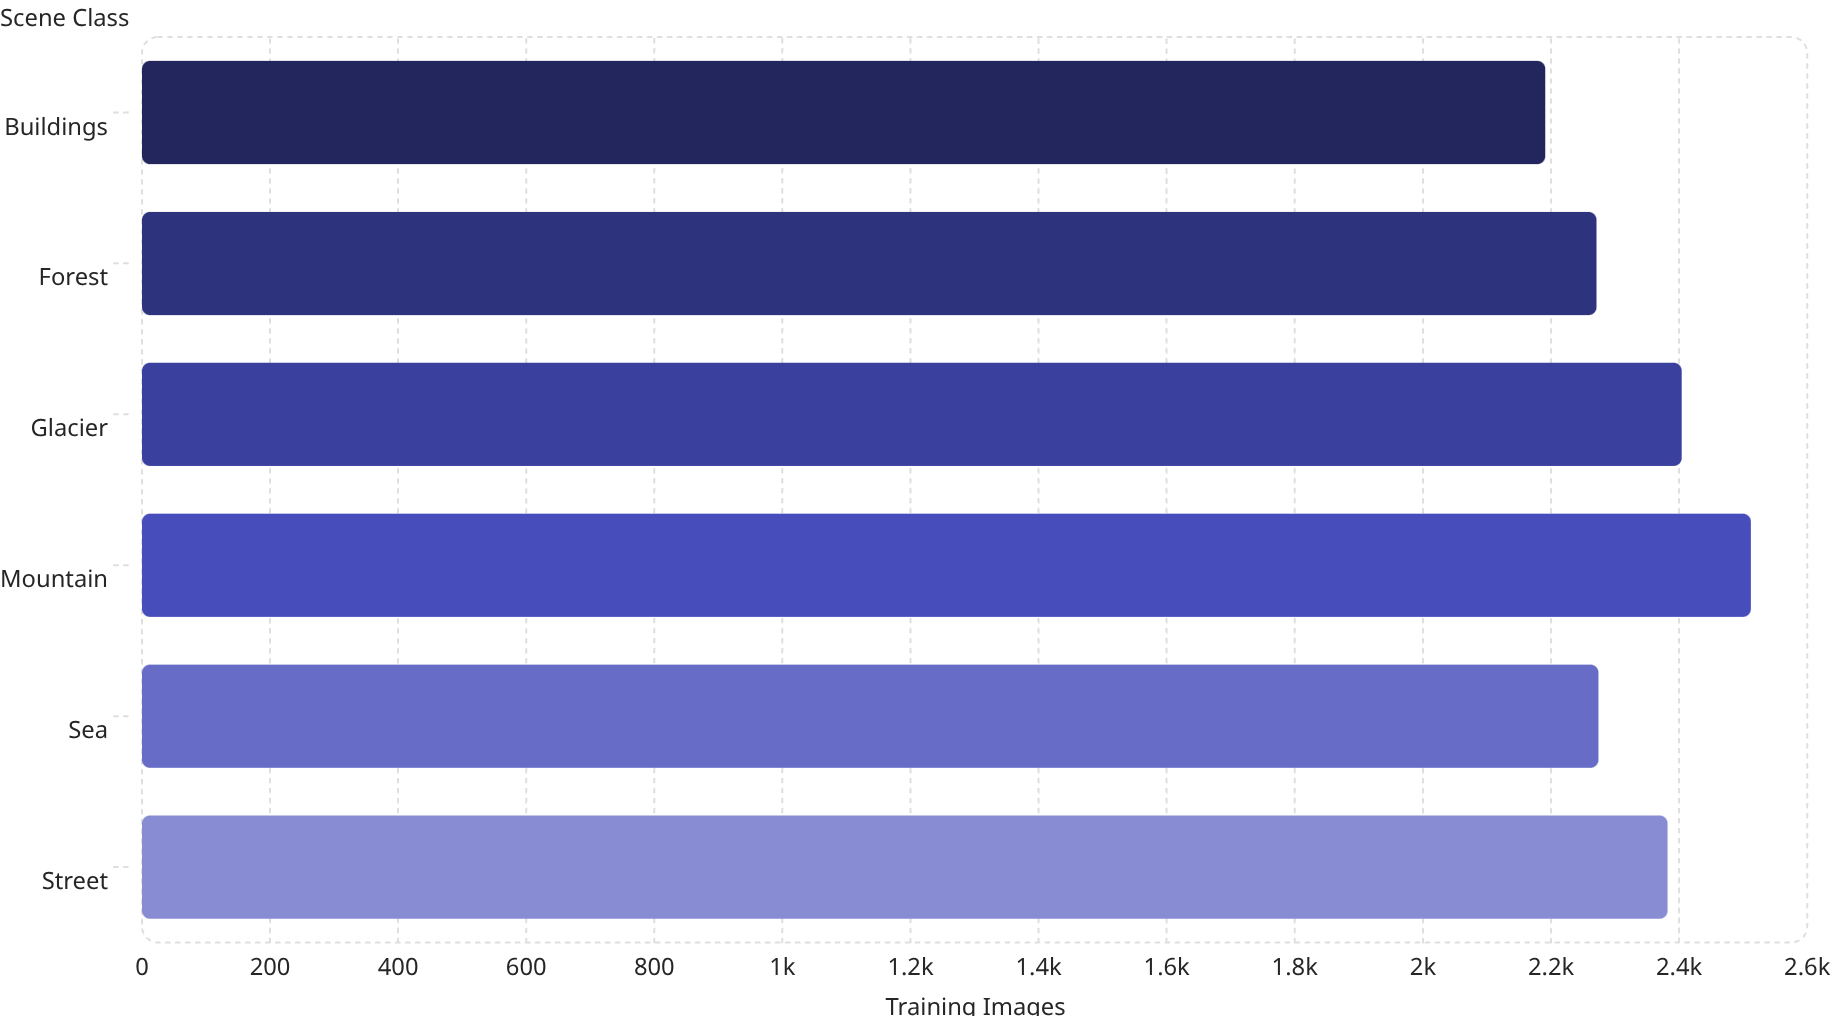 Scene Class
Buildings
Forest
Glacier
Mountain
Sea
Street
0 200 400 600 800 1k 1.2k 1.4k 1.6k 1.8k 2k 2.2k 2.4k 2.6k
Training Images